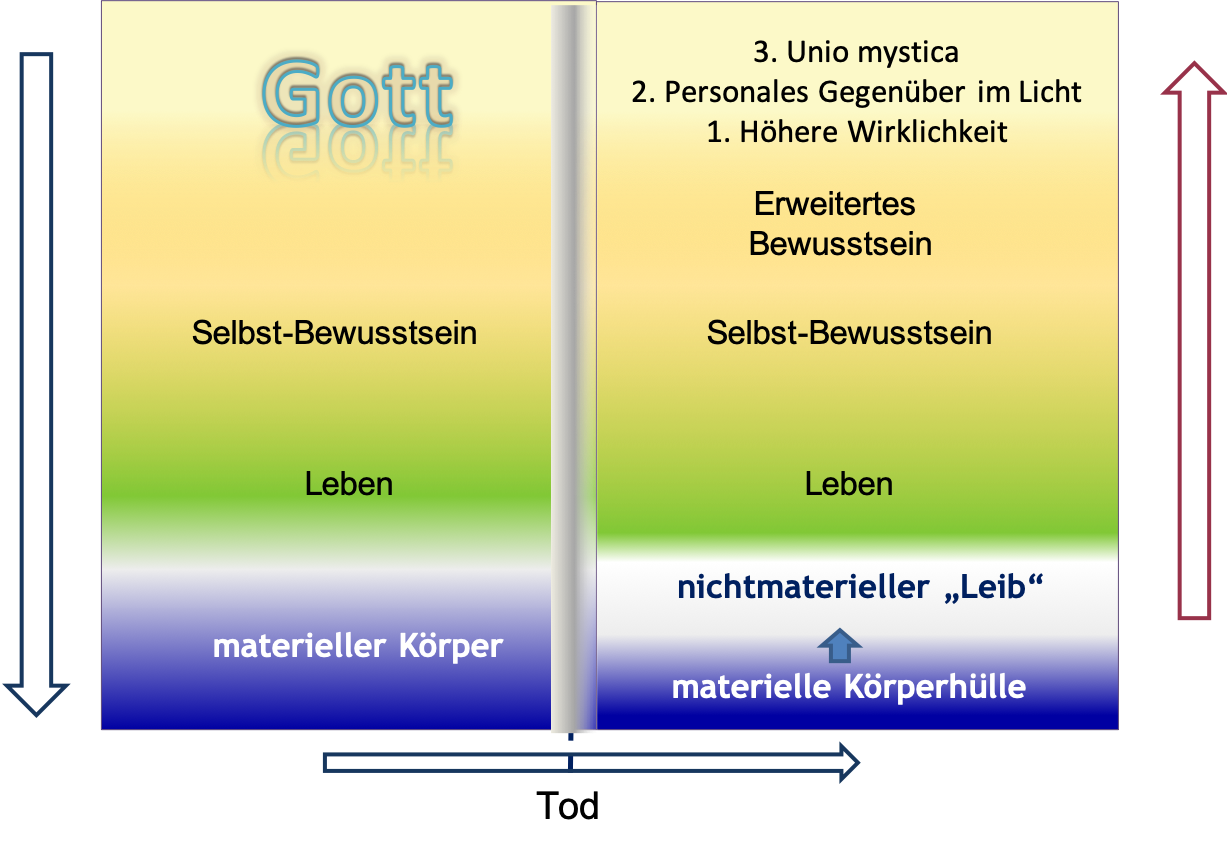 Gott
Selbst-Bewusstsein
Leben
materieller Körper
3. Unio mystica
2. Personales Gegenüber im Licht
1. Höhere Wirklichkeit
Erweitertes
Bewusstsein
Selbst-Bewusstsein
Leben
nichtmaterieller „Leib“
materielle Körperhülle
Tod